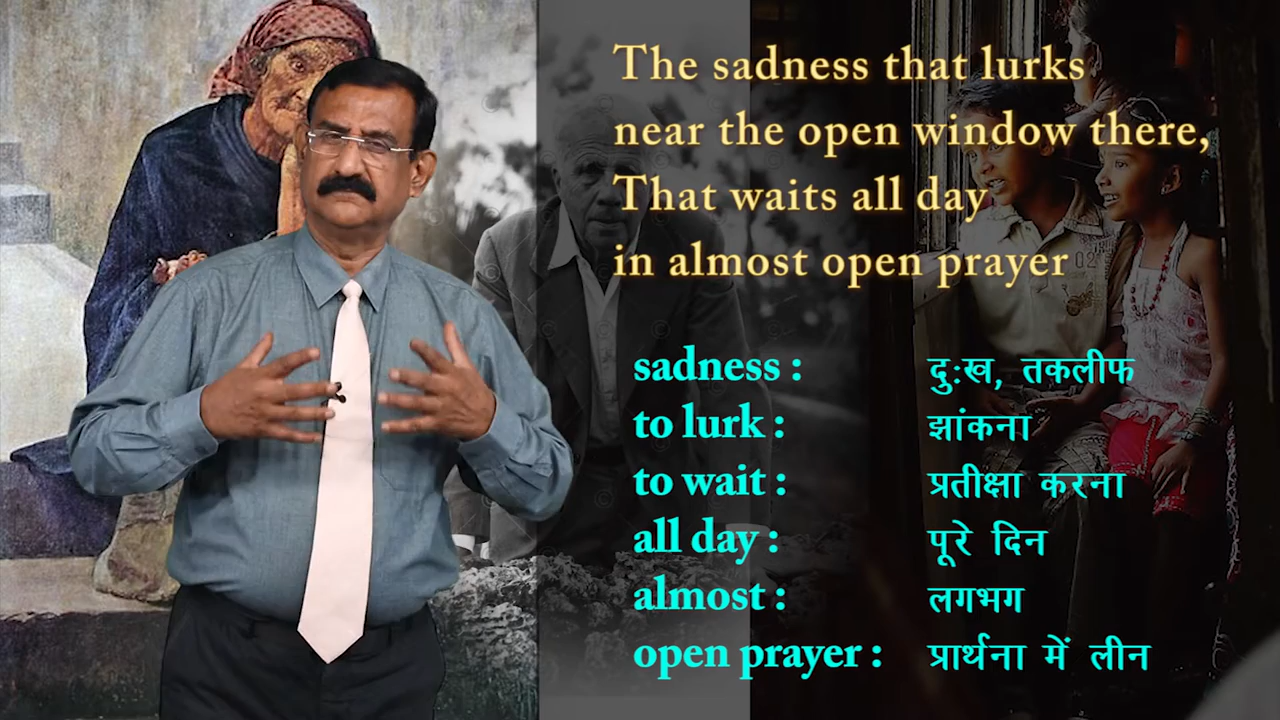 The sadness that lurks
near the open window there,
That waits all day
in almost open prayer
sadness : दु:ख, तकलीफ
to lurk : झांकना
to wait : प्रतीक्षा करना
all day : पूरे दिन
almost : लगभग
open prayer : प्रार्थना में लीन